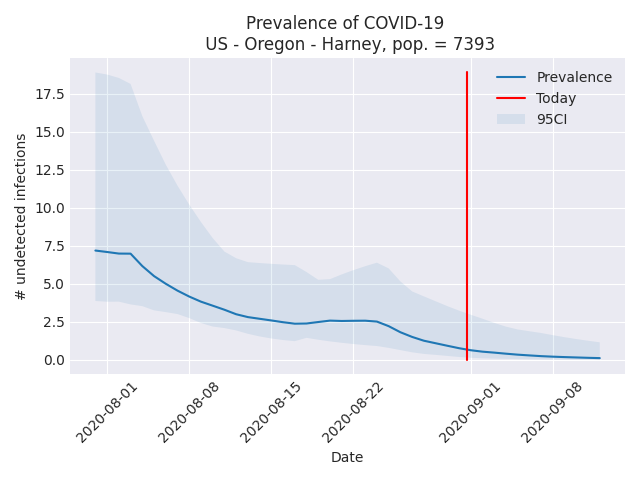 Prevalence of COVID-19
US - Oregon - Harney, pop. = 7393
Prevalence
Today
95CI
# undetected infections
17.5
15.0
12.5
10.0
7.5
5.0
2.5
0.0
2020-08-01
2020-08-08
2020-08-15
2020-08-22
2020-09-01
2020-09-08
Date